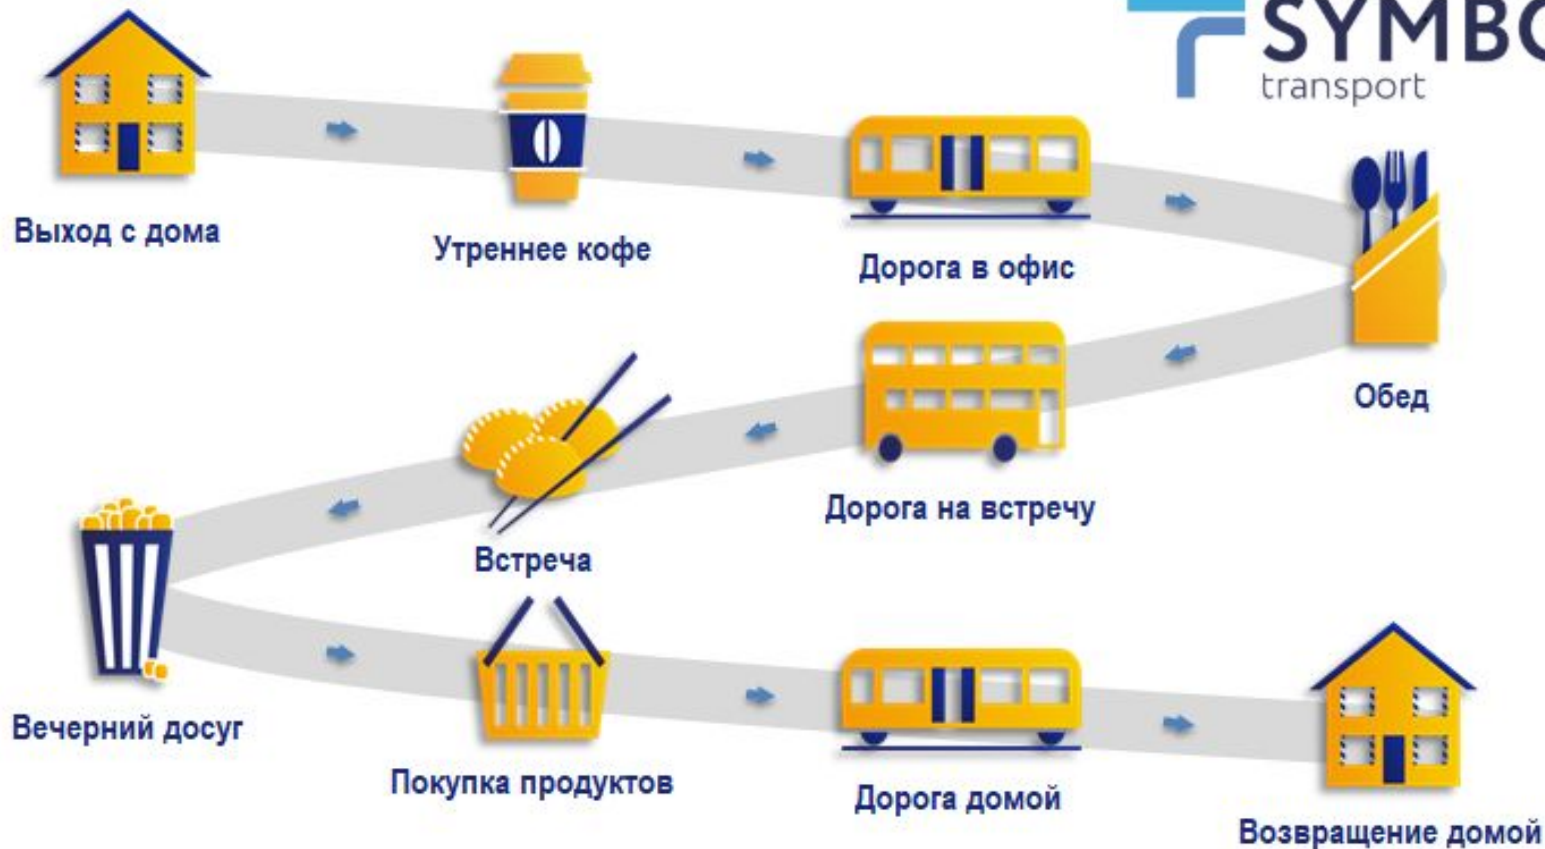 SYMBO
transport
Выход с дома
Утреннее кофе
Дорога в офис
Обед
Дорога на встречу
Встреча
Вечерний досуг
Покупка продуктов
Дорога домой
Возвращение домой